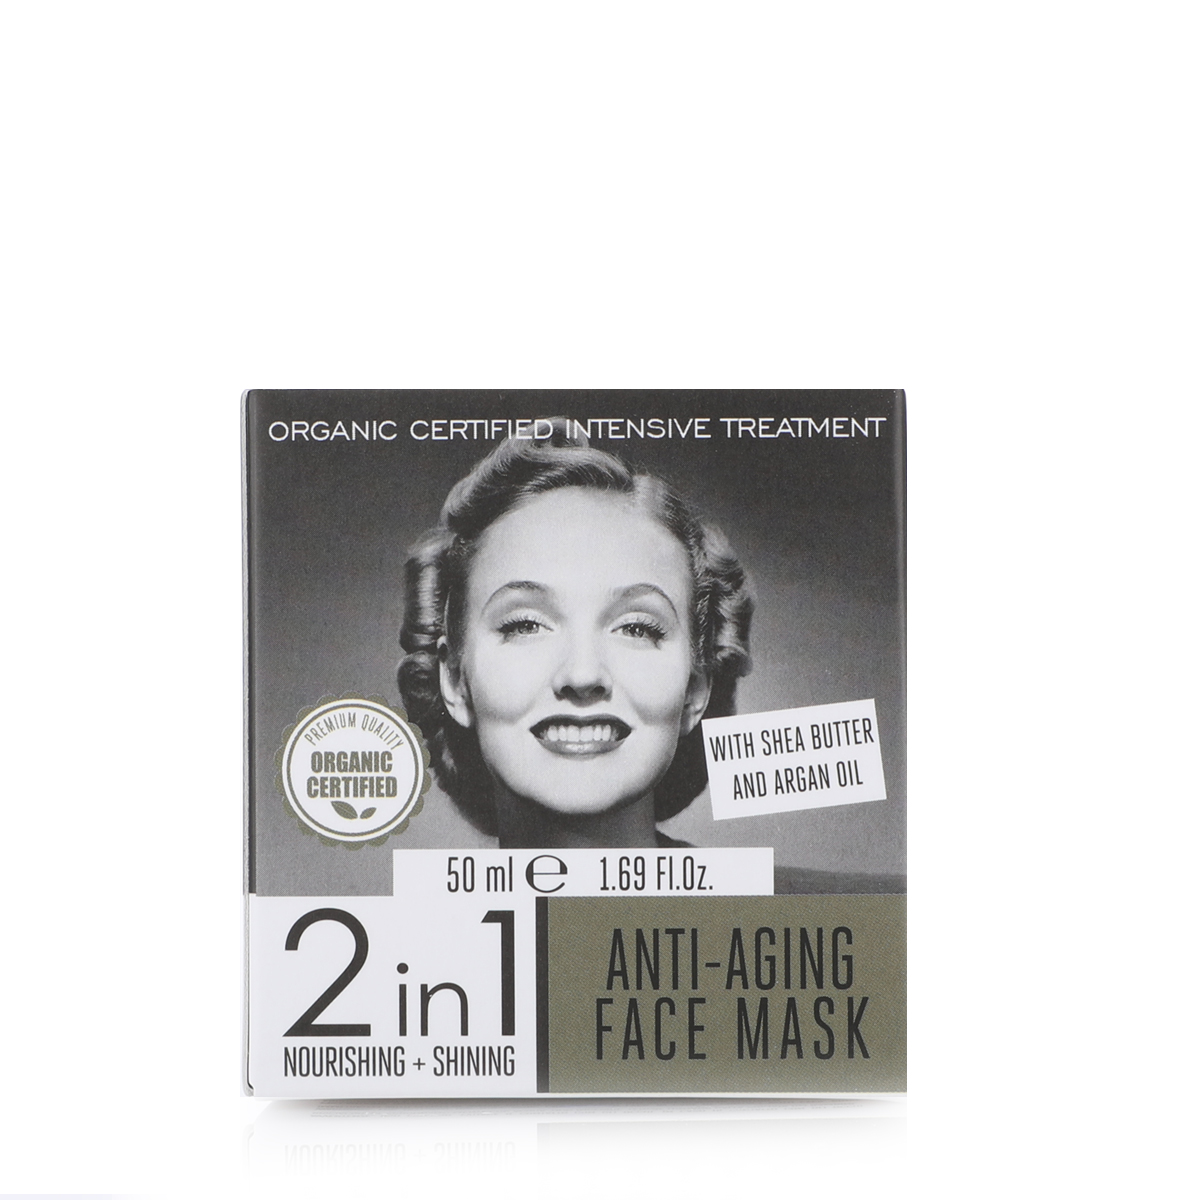 ORGANIC CERTIFIED INTENSIVE TREATMENT
PREMIUM QUALITY
ORGANIC
CERTIFIED
WITH SHEA BUTTER
AND ARGAN OIL
50 ml ℮ 1.69 Fl.Oz.
2 in 1
NOURISHING + SHINING
ANTI-AGING
FACE MASK